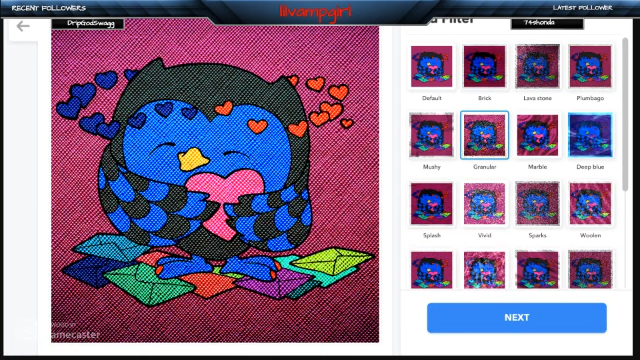 RECENT FOLLOWERS
lilvampgirl
LATEST FOLLOWER
DripGodSwagg
74shonda
Filter
Default
Brick
Lava stone
Plumbago
Mushy
Granular
Marble
Deep blue
Splash
Vivid
Sparks
Woolen
NEXT
amecaster